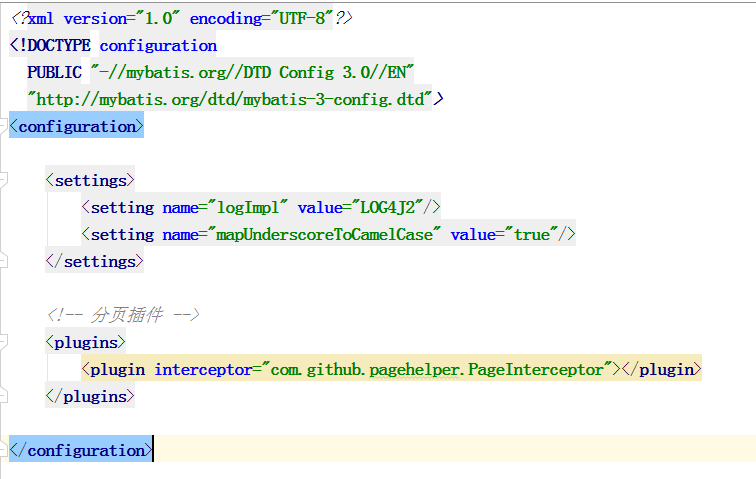 <?xml version="1.0" encoding="UTF-8"?>
<!DOCTYPE configuration
PUBLIC "-//mybatis.org//DTD Config 3.0//EN"
"http://mybatis.org/dtd/mybatis-3-config.dtd">
<configuration>
<settings>
<setting name="logImpl" value="LOG4J2"/>
<setting name="mapUnderscoreToCamelCase" value="true"/>
</settings>
<!-- 分页插件 -->
<plugins>
<plugin interceptor="com.github.pagehelper.PageInterceptor"></plugin>
</plugins>
</configuration>